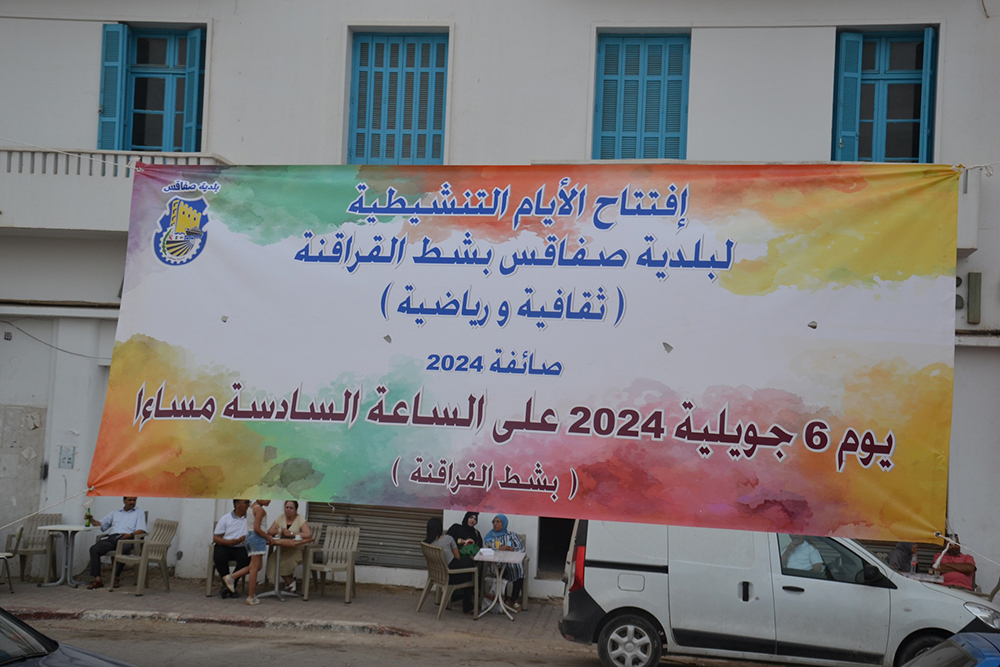 بلدية صفاقس
إفتتاح الأيام التنشيطية
لبلدية صفاقس بشط القراقنة
( ثقافية و رياضية )
صائفة 2024
يوم 6 جويلية 2024 على الساعة السادسة مساءا
( بشط القراقنة )